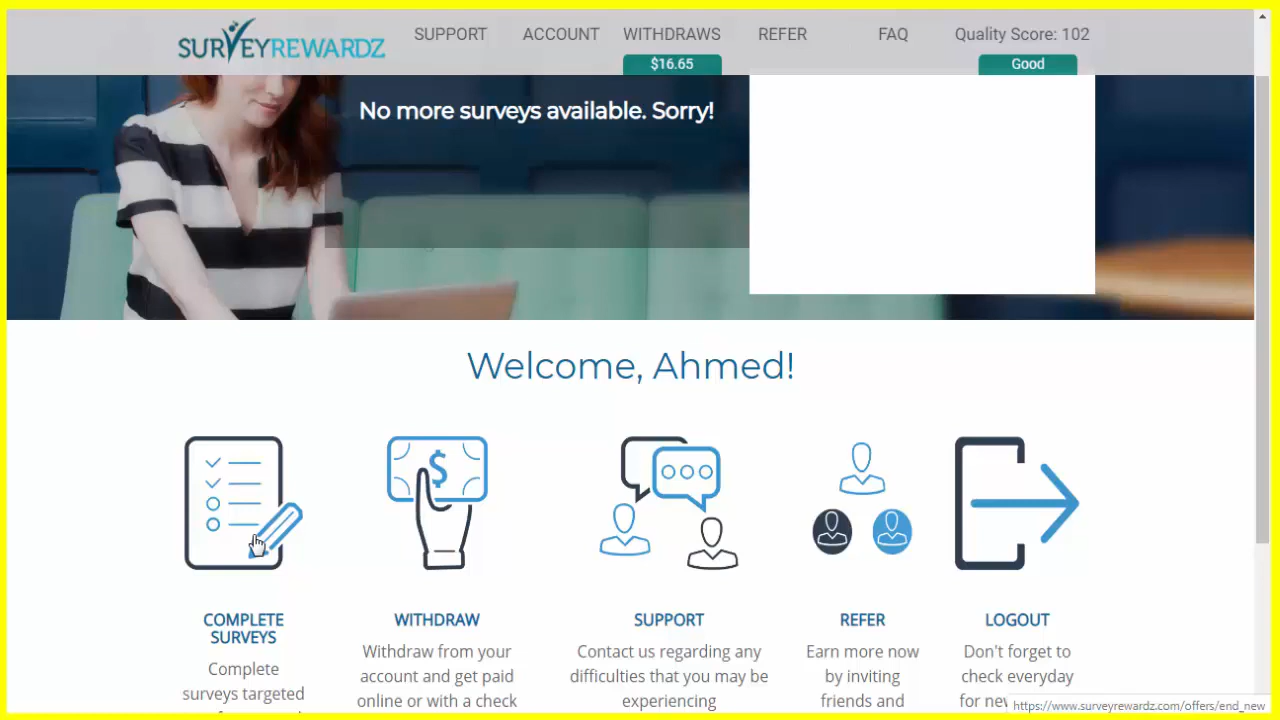 SURVEYREWARDZ
SUPPORT
ACCOUNT
WITHDRAWS
REFER
FAQ
Quality Score: 102
$16.65
Good
No more surveys available. Sorry!
Welcome, Ahmed!
COMPLETE
SURVEYS
Complete
surveys targeted
WITHDRAW
Withdraw from your
account and get paid
online or with a check
SUPPORT
Contact us regarding any
difficulties that you may be
experiencing
REFER
Earn more now
by inviting
friends and
LOGOUT
Don't forget to
check everyday
for new
https://www.surveyrewardz.com/offers/end_new